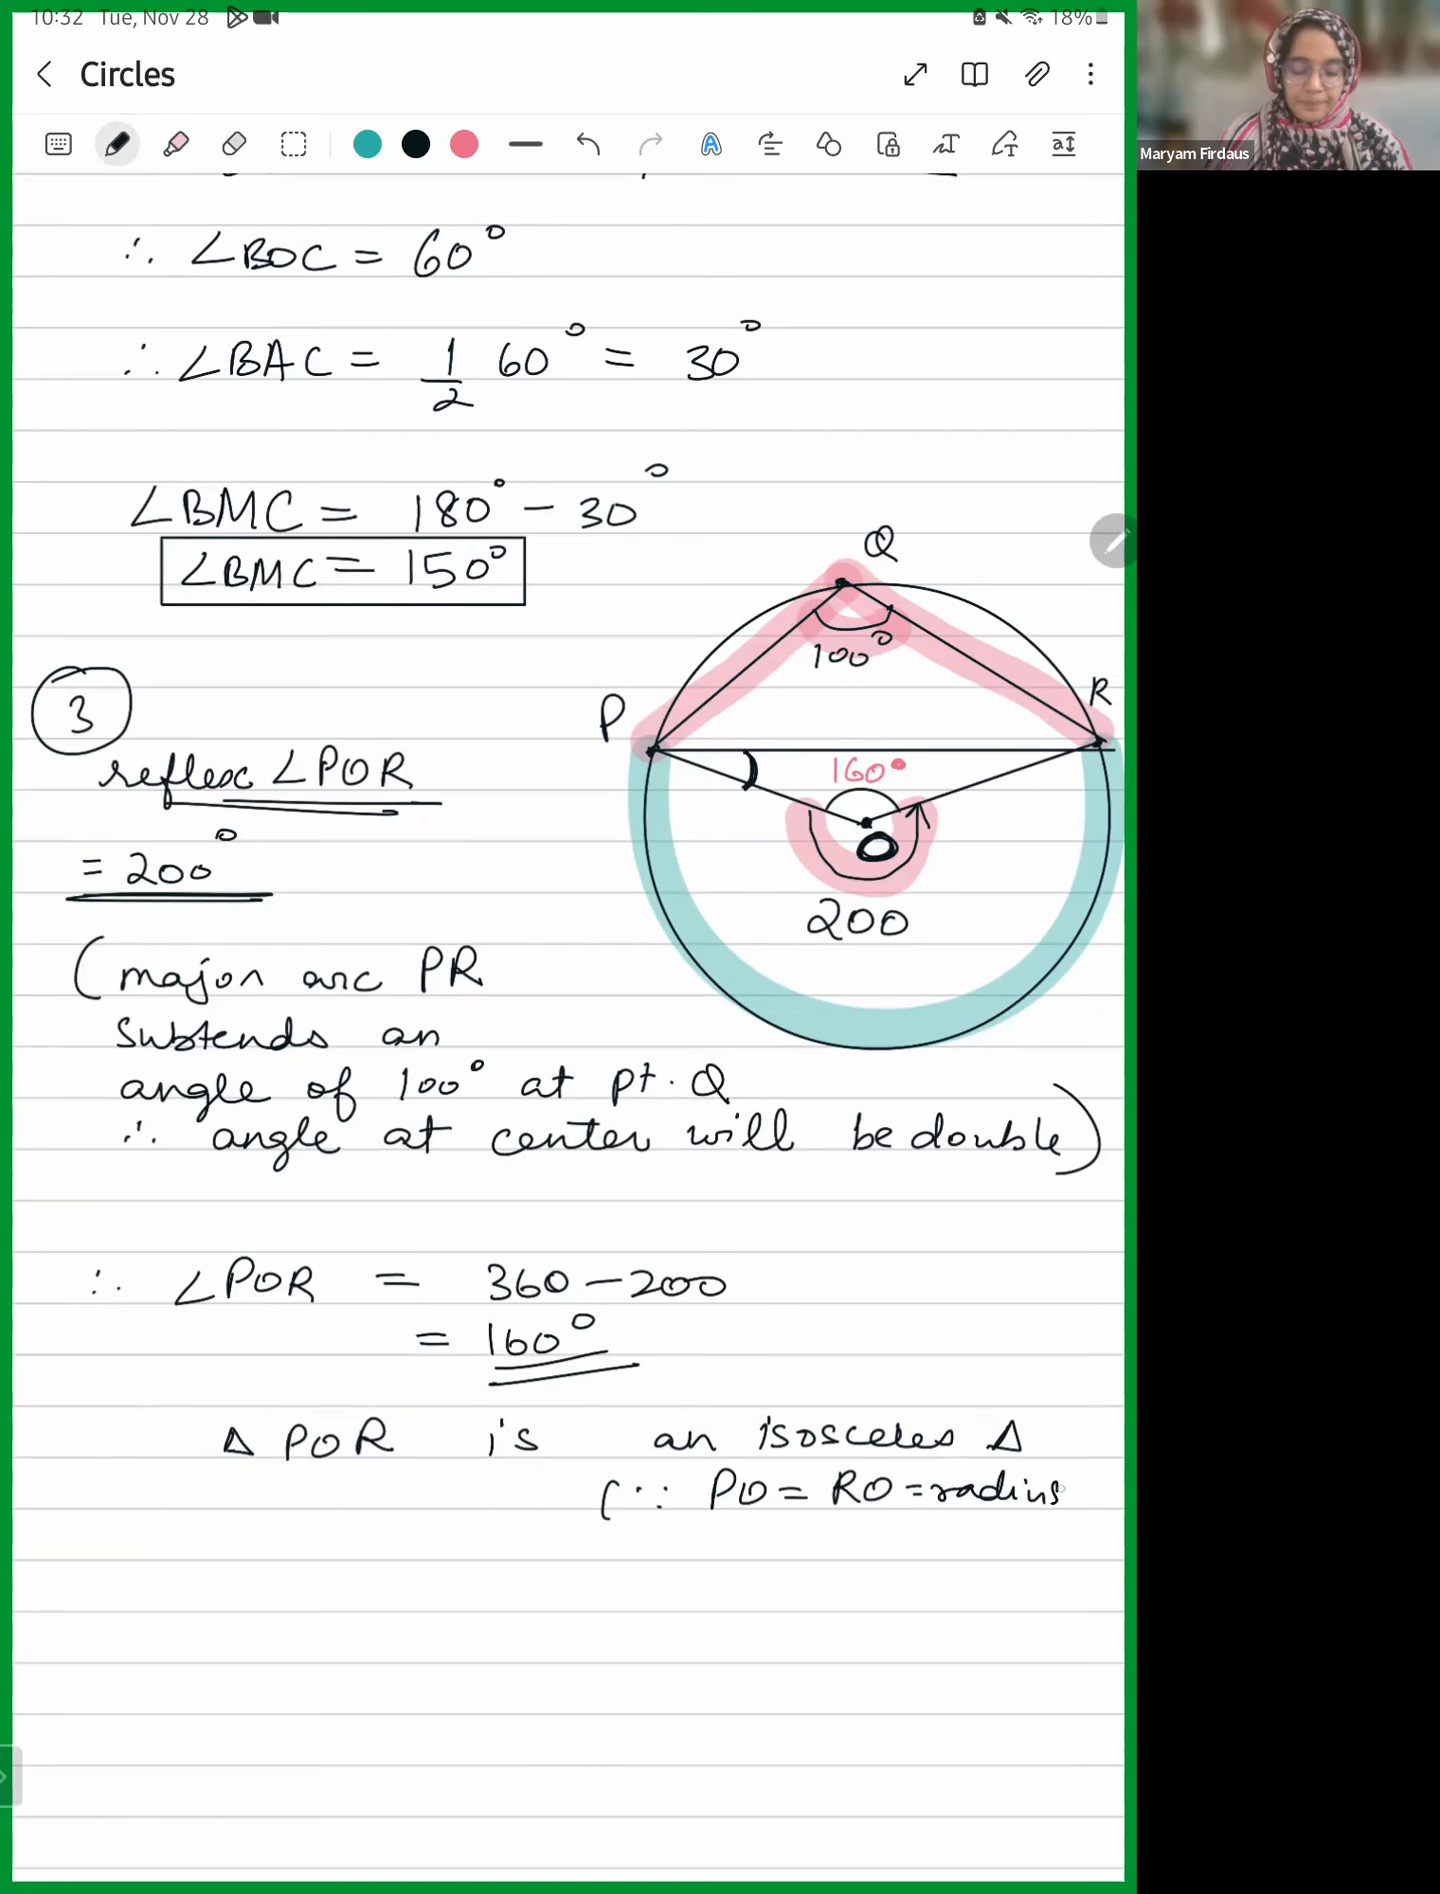 10:32 Tue, Nov 28
18%
Circles
Maryam Firdaus
∴ ∠BOC = 60°
∴ ∠BAC = 1/2 60° = 30°
∠BMC = 180° - 30°
∠BMC = 150°
Q
100°
P
R
160°
O
200
3
reflex ∠POR
= 200°
(major arc PR
subtends an
angle of 100° at pt. Q
∴ angle at center will be double)
∴ ∠POR = 360 - 200
= 160°
Δ POR is an isosceles Δ
(∵ PO = RO = radius